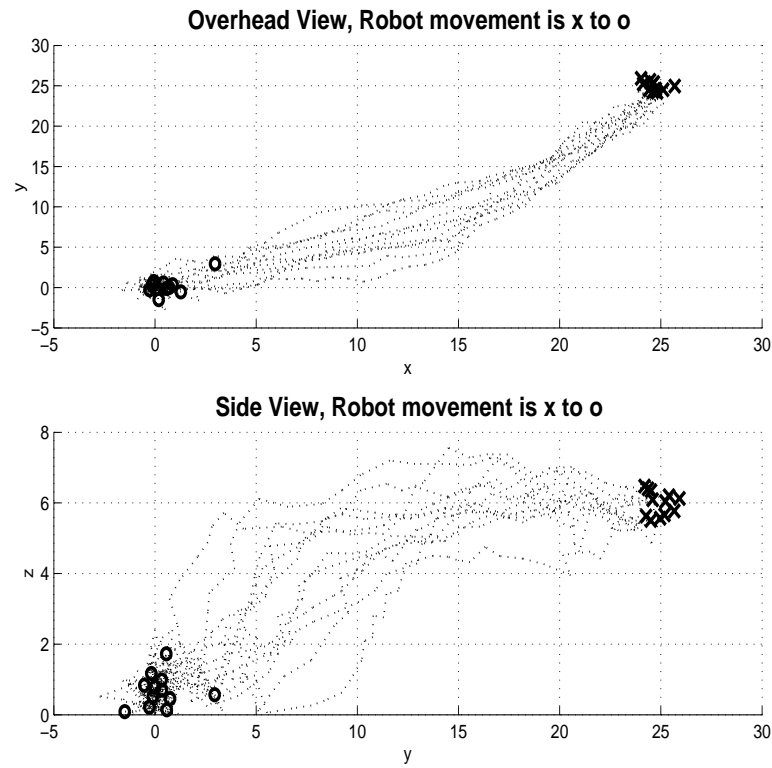 Overhead View, Robot movement is x to o
30
25
20
15
10
5
0
−5
y
−5 0 5 10 15 20 25 30
x
Side View, Robot movement is x to o
8
6
4
2
0
z
−5 0 5 10 15 20 25 30
y